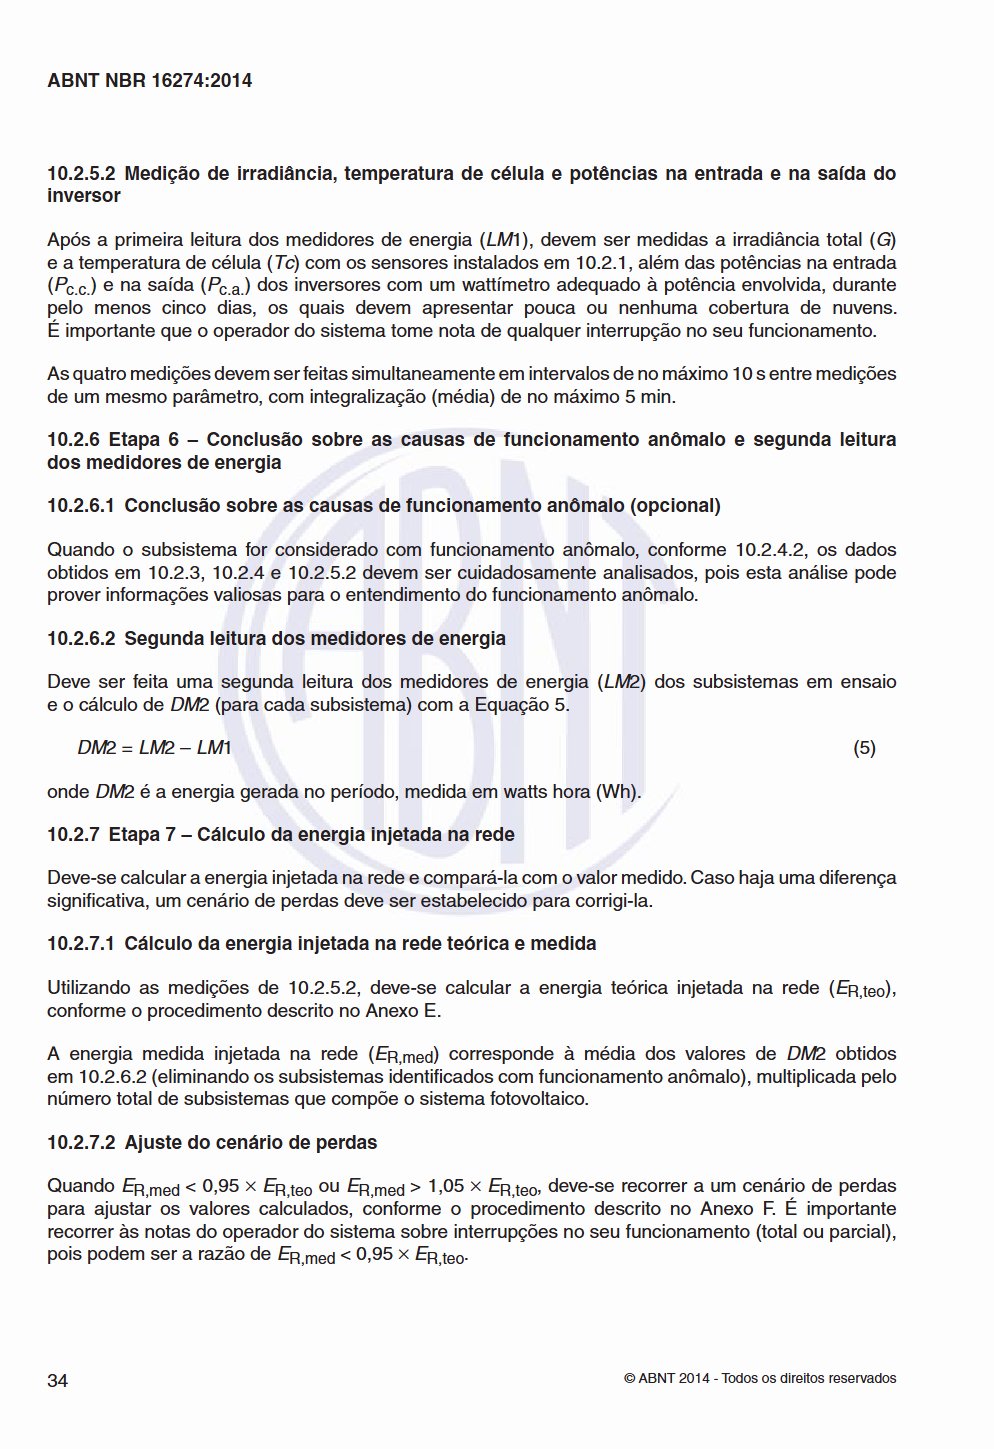 ABNT NBR 16274:2014
10.2.5.2 Medição de irradiância, temperatura de célula e potências na entrada e na saída do
inversor
Após a primeira leitura dos medidores de energia (LM1), devem ser medidas a irradiância total (G)
e a temperatura de célula (Tc) com os sensores instalados em 10.2.1, além das potências na entrada
(Pc.c.) e na saída (Pc.a.) dos inversores com um wattímetro adequado à potência envolvida, durante
pelo menos cinco dias, os quais devem apresentar pouca ou nenhuma cobertura de nuvens.
É importante que o operador do sistema tome nota de qualquer interrupção no seu funcionamento.
As quatro medições devem ser feitas simultaneamente em intervalos de no máximo 10 s entre medições
de um mesmo parâmetro, com integralização (média) de no máximo 5 min.
10.2.6 Etapa 6 – Conclusão sobre as causas de funcionamento anômalo e segunda leitura
dos medidores de energia
10.2.6.1 Conclusão sobre as causas de funcionamento anômalo (opcional)
Quando o subsistema for considerado com funcionamento anômalo, conforme 10.2.4.2, os dados
obtidos em 10.2.3, 10.2.4 e 10.2.5.2 devem ser cuidadosamente analisados, pois esta análise pode
prover informações valiosas para o entendimento do funcionamento anômalo.
10.2.6.2 Segunda leitura dos medidores de energia
Deve ser feita uma segunda leitura dos medidores de energia (LM2) dos subsistemas em ensaio
e o cálculo de DM2 (para cada subsistema) com a Equação 5.
DM2 = LM2 – LM1 (5)
onde DM2 é a energia gerada no período, medida em watts hora (Wh).
10.2.7 Etapa 7 – Cálculo da energia injetada na rede
Deve-se calcular a energia injetada na rede e compará-la com o valor medido. Caso haja uma diferença
significativa, um cenário de perdas deve ser estabelecido para corrigi-la.
10.2.7.1 Cálculo da energia injetada na rede teórica e medida
Utilizando as medições de 10.2.5.2, deve-se calcular a energia teórica injetada na rede (ER,teo),
conforme o procedimento descrito no Anexo E.
A energia medida injetada na rede (ER,med) corresponde à média dos valores de DM2 obtidos
em 10.2.6.2 (eliminando os subsistemas identificados com funcionamento anômalo), multiplicada pelo
número total de subsistemas que compõe o sistema fotovoltaico.
10.2.7.2 Ajuste do cenário de perdas
Quando ER,med < 0,95 × ER,teo ou ER,med > 1,05 × ER,teo, deve-se recorrer a um cenário de perdas
para ajustar os valores calculados, conforme o procedimento descrito no Anexo F. É importante
recorrer às notas do operador do sistema sobre interrupções no seu funcionamento (total ou parcial),
pois podem ser a razão de ER,med < 0,95 × ER,teo.
ABNT
34 © ABNT 2014 - Todos os direitos reservados